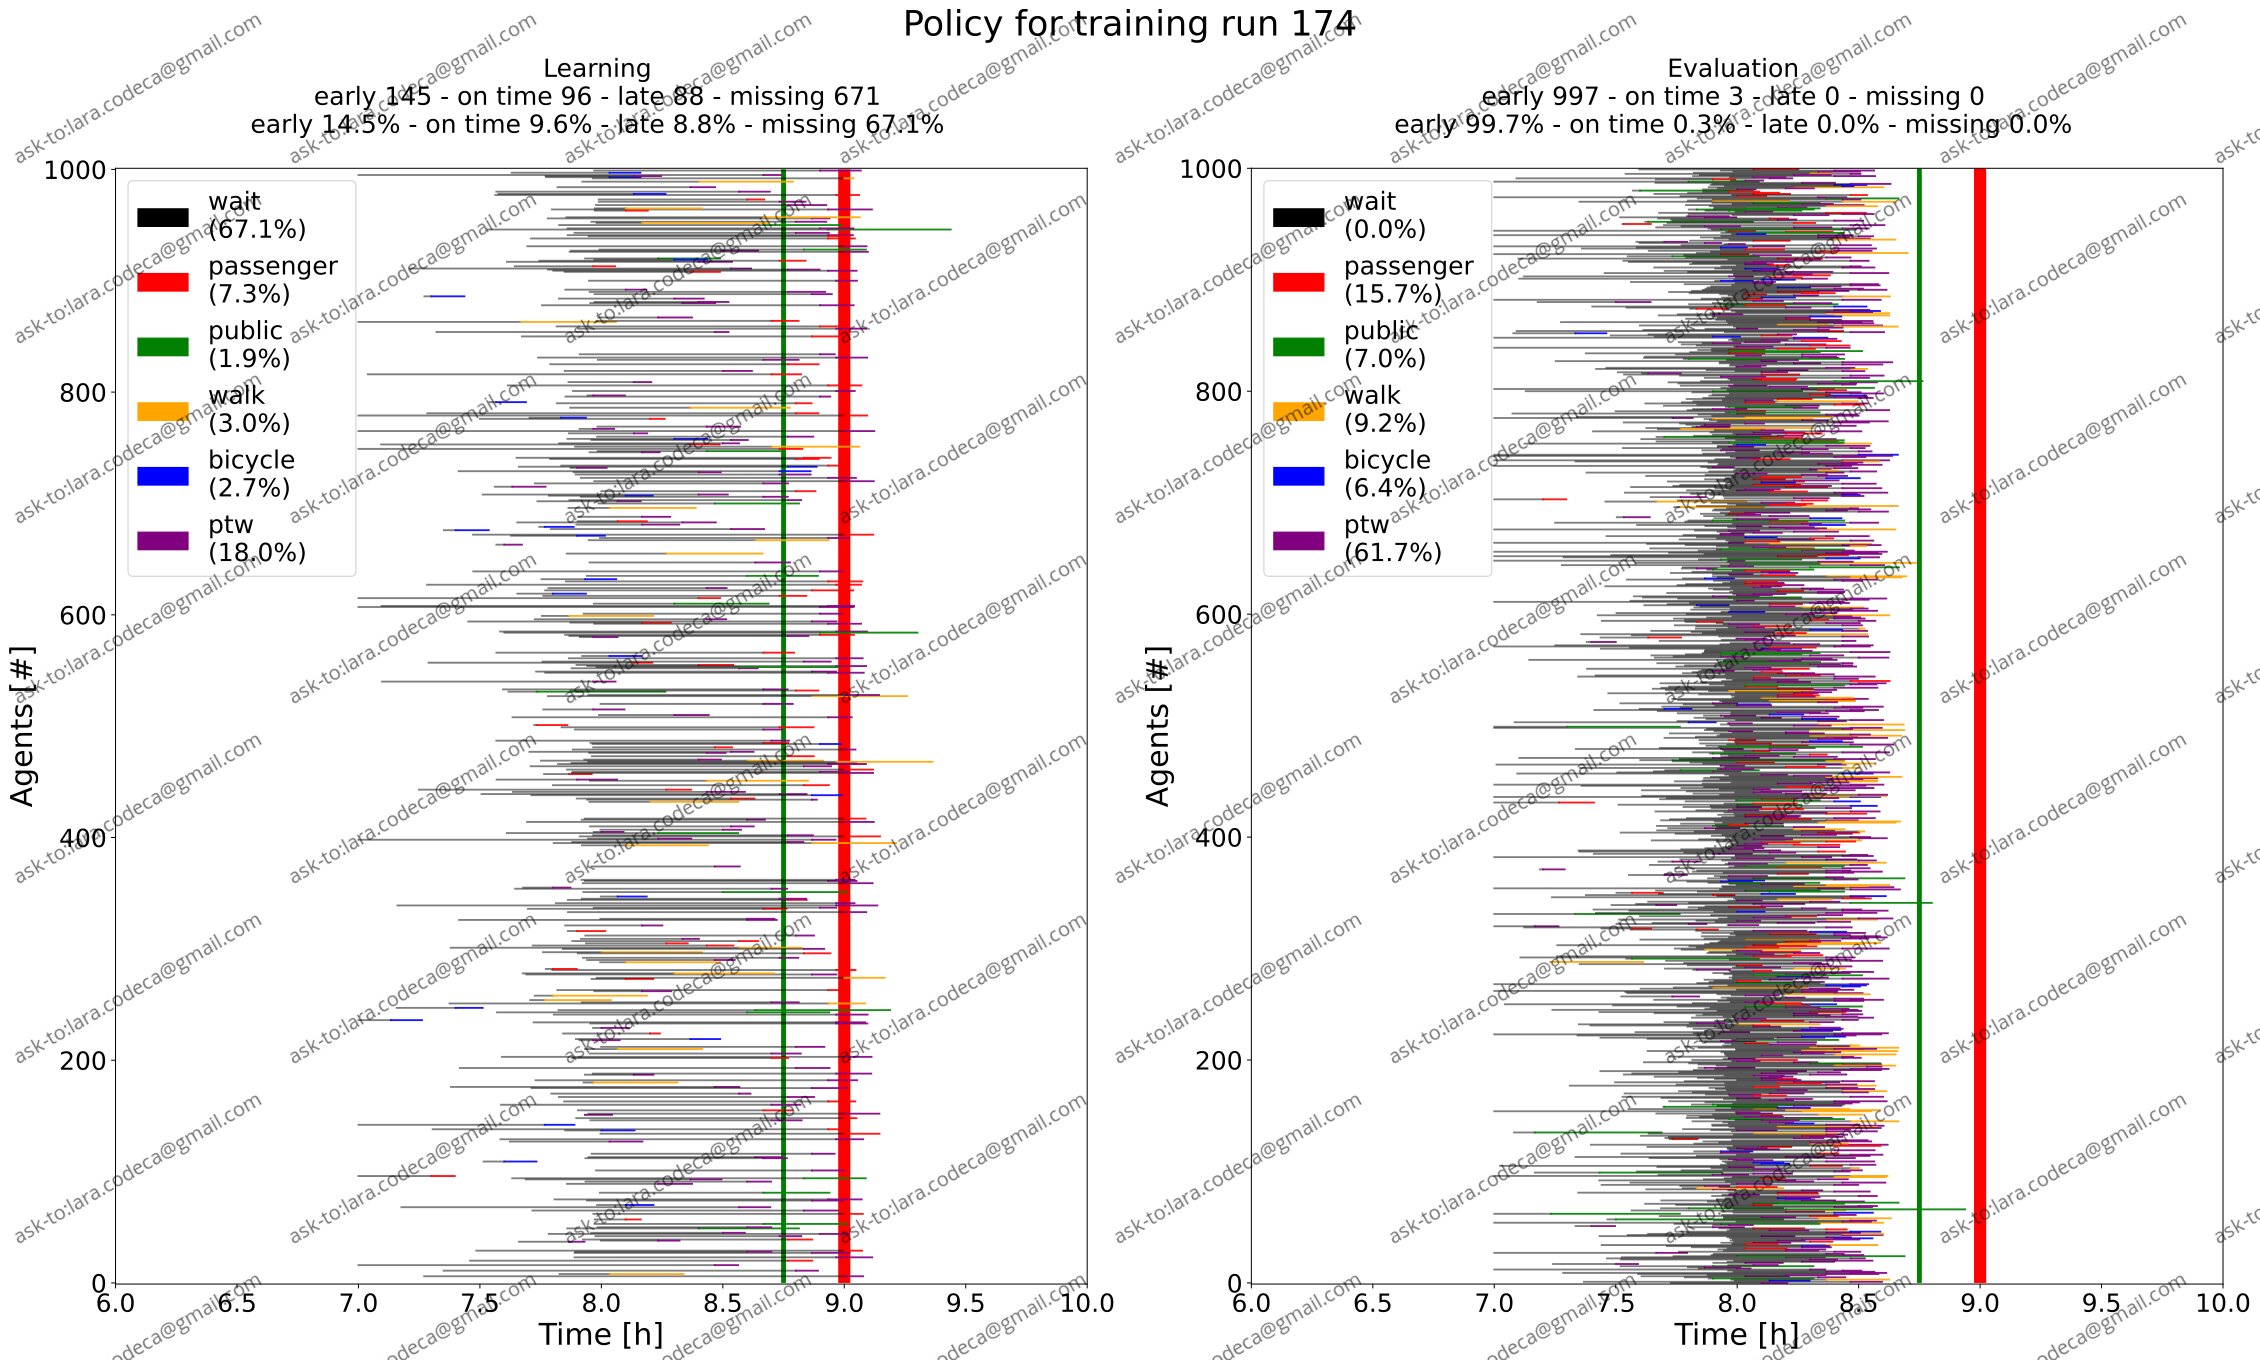 Policy for training run 174
Learning
early 145 - on time 96 - late 88 - missing 671
early 14.5% - on time 9.6% - late 8.8% - missing 67.1%
1000
800
600
400
200
0
Agents [#]
wait
(67.1%)
passenger
(7.3%)
public
(1.9%)
walk
(3.0%)
bicycle
(2.7%)
ptw
(18.0%)
6.0 6.5 7.0 7.5 8.0 8.5 9.0 9.5 10.0
Time [h]
Evaluation
early 997 - on time 3 - late 0 - missing 0
early 99.7% - on time 0.3% - late 0.0% - missing 0.0%
1000
800
600
400
200
0
Agents [#]
wait
(0.0%)
passenger
(15.7%)
public
(7.0%)
walk
(9.2%)
bicycle
(6.4%)
ptw
(61.7%)
6.0 6.5 7.0 7.5 8.0 8.5 9.0 9.5 10.0
Time [h]
ask-to:lara.codeca@gmail.com